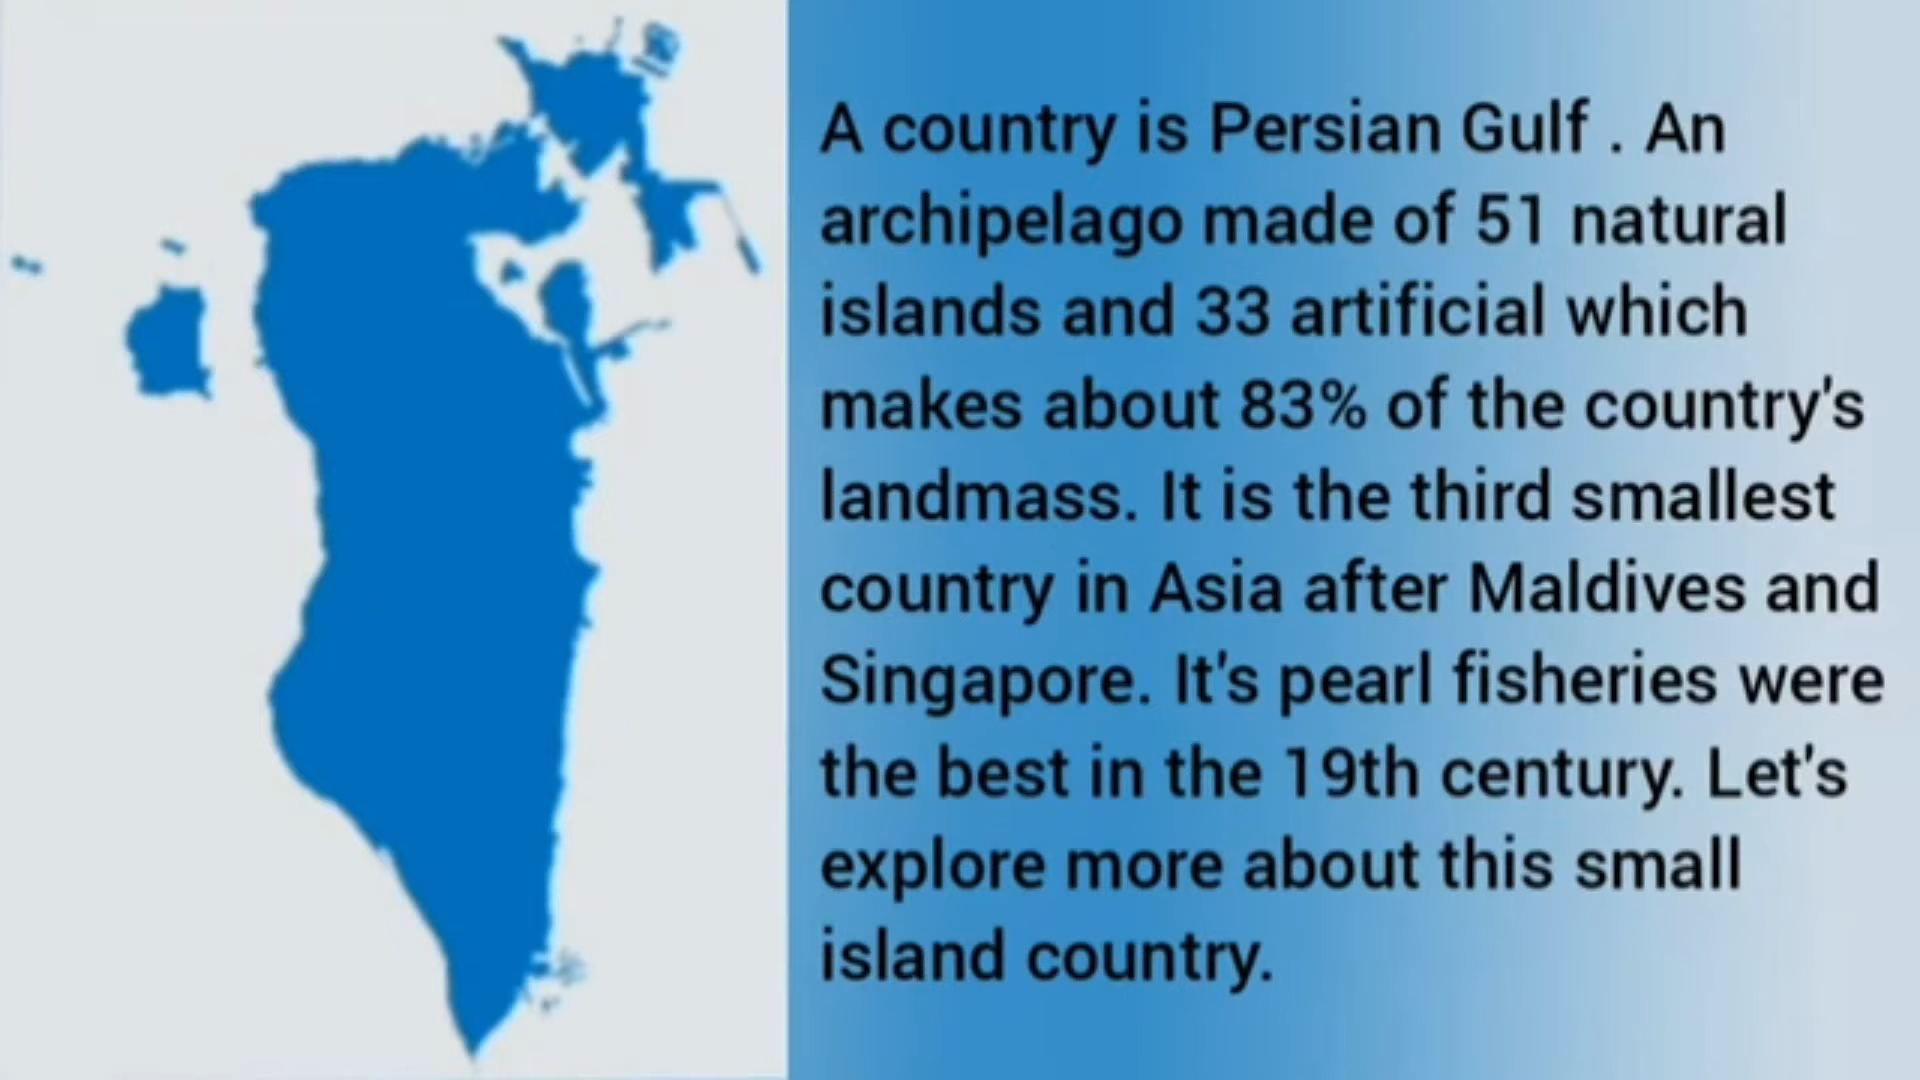 A country is Persian Gulf . An
archipelago made of 51 natural
islands and 33 artificial which
makes about 83% of the country's
landmass. It is the third smallest
country in Asia after Maldives and
Singapore. It's pearl fisheries were
the best in the 19th century. Let's
explore more about this small
island country.